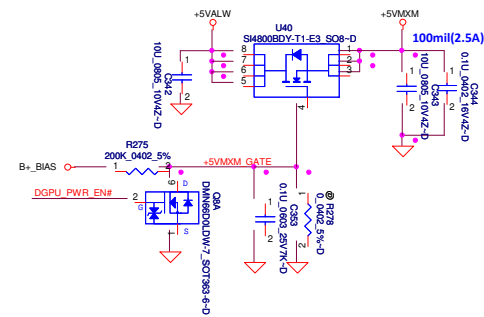 +5VALW
U40
SI4800BDY-T1-E3_SO8~D
+5VMXM
100mil(2.5A)
8
7
6
5
1
2
3
4
1
2
C342
10U_0805_10V4Z~D
1
2
C343
10U_0805_10V4Z~D
1
2
C344
0.1U_0402_16V4Z~D
R275
200K_0402_5%
B+_BIAS
1
2
+5VMXM_GATE
DGPU_PWR_EN#
2
G
6
D
S
1
Q8A
DMN66D0LDW-7_SOT363-6~D
1
2
C353
0.1U_0603_25V7K~D
1
2
@ R278
0_0402_5%~D